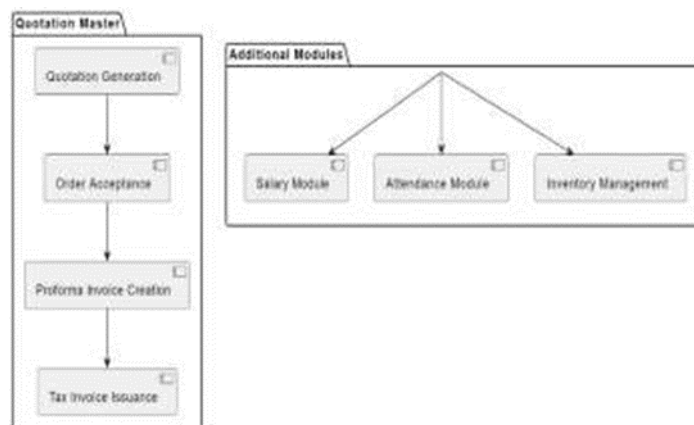 Quotation Master
Quotation Generation
Order Acceptance
Proforma Invoice Creation
Tax Invoice Issuance
Additional Modules
Salary Module
Attendance Module
Inventory Management